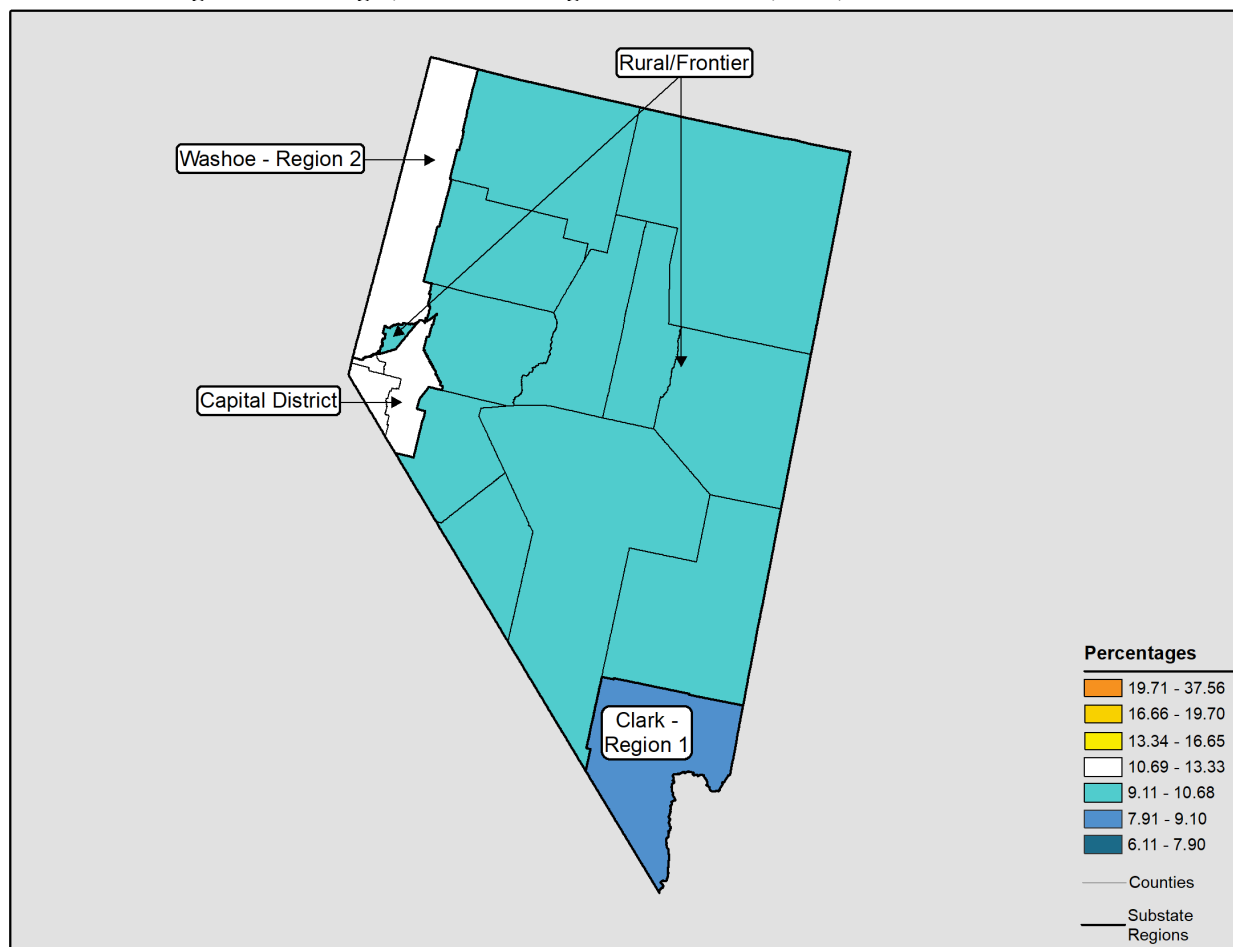 Rural/Frontier
Washoe - Region 2
Capital District
Clark -
Region 1
Percentages
19.71 - 37.56
16.66 - 19.70
13.34 - 16.65
10.69 - 13.33
9.11 - 10.68
7.91 - 9.10
6.11 - 7.90
Counties
Substate
Regions